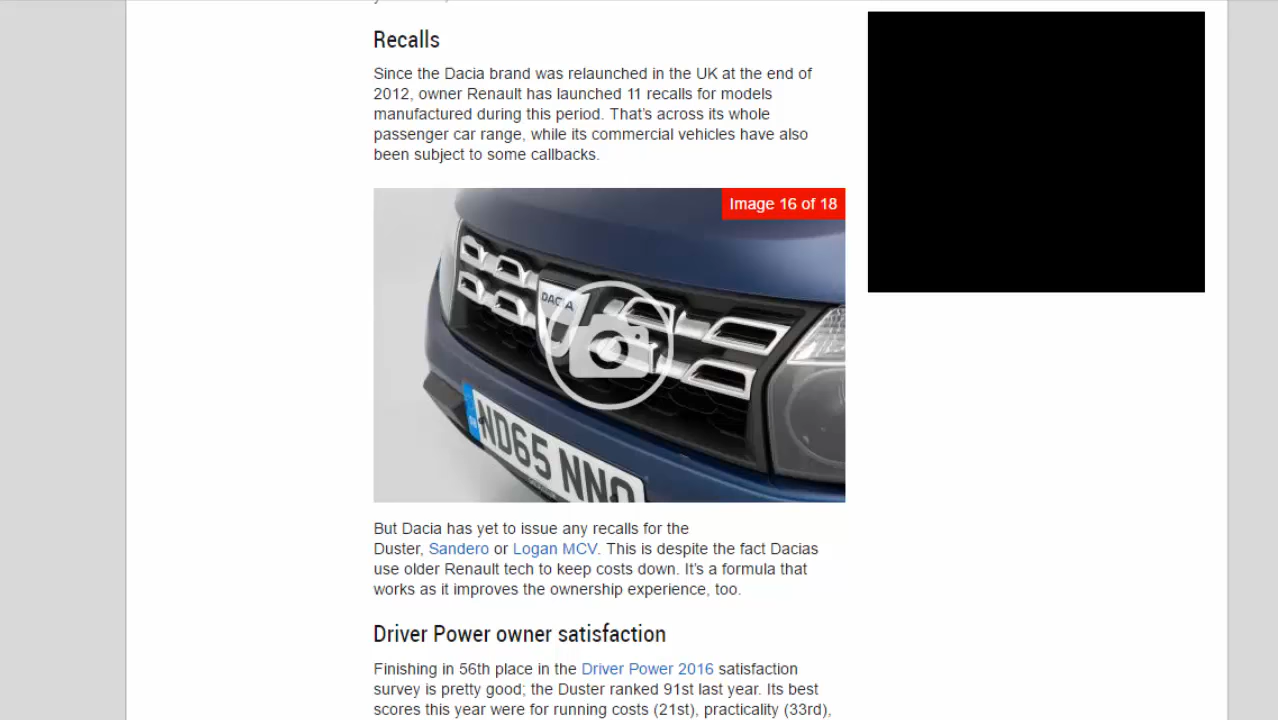 Recalls
Since the Dacia brand was relaunched in the UK at the end of
2012, owner Renault has launched 11 recalls for models
manufactured during this period. That's across its whole
passenger car range, while its commercial vehicles have also
been subject to some callbacks.
Image 16 of 18
DACIA
ND65 NNO
But Dacia has yet to issue any recalls for the
Duster, Sandero or Logan MCV. This is despite the fact Dacias
use older Renault tech to keep costs down. It's a formula that
works as it improves the ownership experience, too.
Driver Power owner satisfaction
Finishing in 56th place in the Driver Power 2016 satisfaction
survey is pretty good; the Duster ranked 91st last year. Its best
scores this year were for running costs (21st), practicality (33rd),